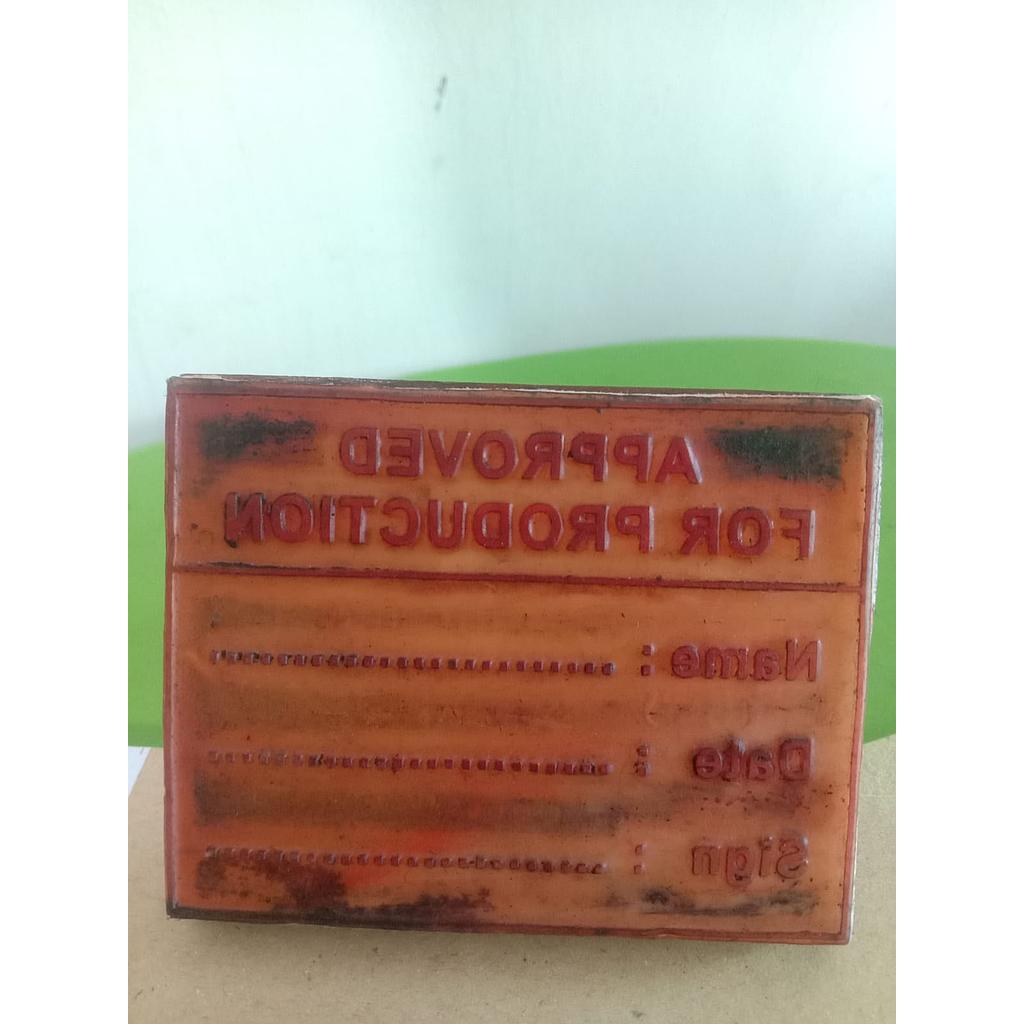 APPROVED
FOR PRODUCTION
Name : ........................
Date : ........................
Sign : ........................